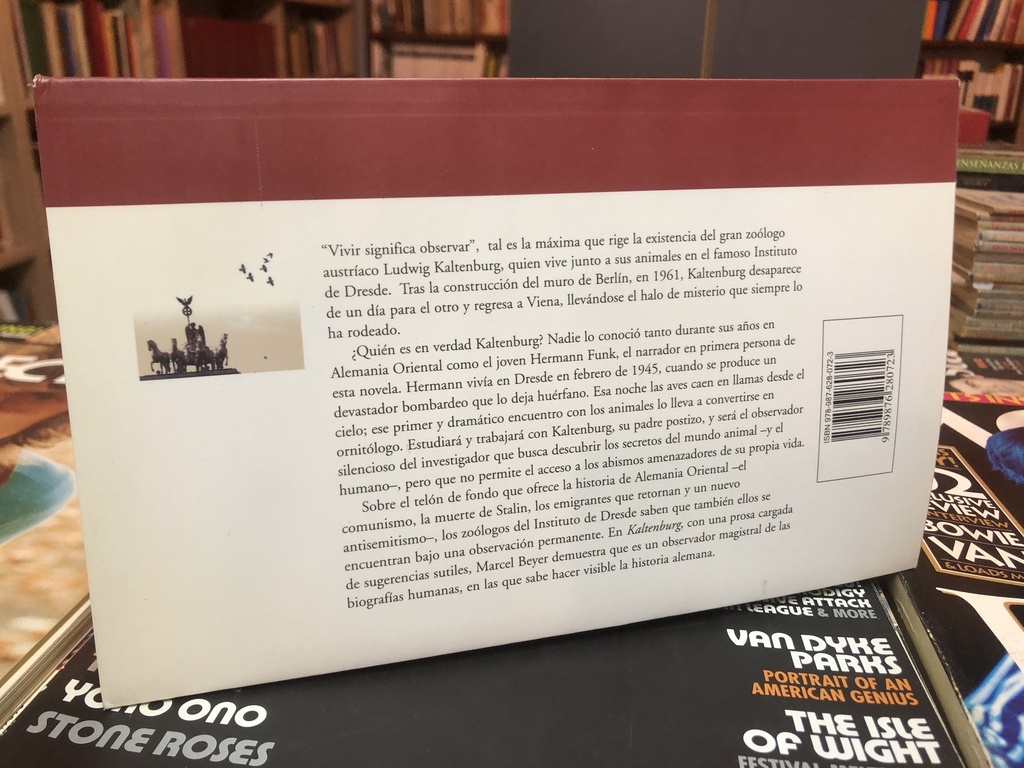 “Vivir significa observar”, tal es la máxima que rige la existencia del gran zoólogo
austríaco Ludwig Kaltenburg, quien vive junto a sus animales en el famoso Instituto
de Dresde. Tras la construcción del muro de Berlín, en 1961, Kaltenburg desaparece
de un día para el otro y regresa a Viena, llevándose el halo de misterio que siempre lo
ha rodeado.
¿Quién es en verdad Kaltenburg? Nadie lo conoció tanto durante sus años en
Alemania Oriental como el joven Hermann Funk, el narrador en primera persona de
esta novela. Hermann vivía en Dresde en febrero de 1945, cuando se produce un
devastador bombardeo que lo deja huérfano. Esa noche las aves caen en llamas desde el
cielo; ese primer y dramático encuentro con los animales lo lleva a convertirse en
ornitólogo. Estudiará y trabajará con Kaltenburg, su padre postizo, y será el observador
silencioso del investigador que busca descubrir los secretos del mundo animal –y el
humano–, pero que no permite el acceso a los abismos amenazadores de su propia vida.
Sobre el telón de fondo que ofrece la historia de Alemania Oriental –el
comunismo, la muerte de Stalin, los emigrantes que retornan y un nuevo
antisemitismo–, los zoólogos del Instituto de Dresde saben que también ellos se
encuentran bajo una observación permanente. En Kaltenburg, con una prosa cargada
de sugerencias sutiles, Marcel Beyer demuestra que es un observador magistral de las
biografías humanas, en las que sabe hacer visible la historia alemana.
ISBN 978-987-628-072-3
9789876280723
ENSEÑANZAS
INTERVIEW
BOWIE
VAN
& LOADS
ATTACK
LEAGUE & MORE
VAN DYKE
PARKS
PORTRAIT OF AN
AMERICAN GENIUS
THE ISLE
OF WIGHT
ONO
STONE ROSES